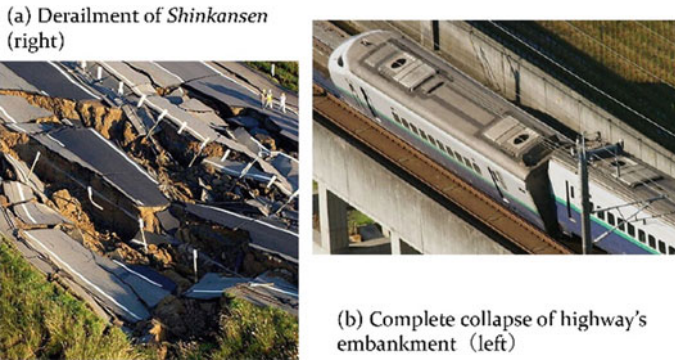 (a) Derailment of Shinkansen
(right)
(b) Complete collapse of highway’s
embankment （left）